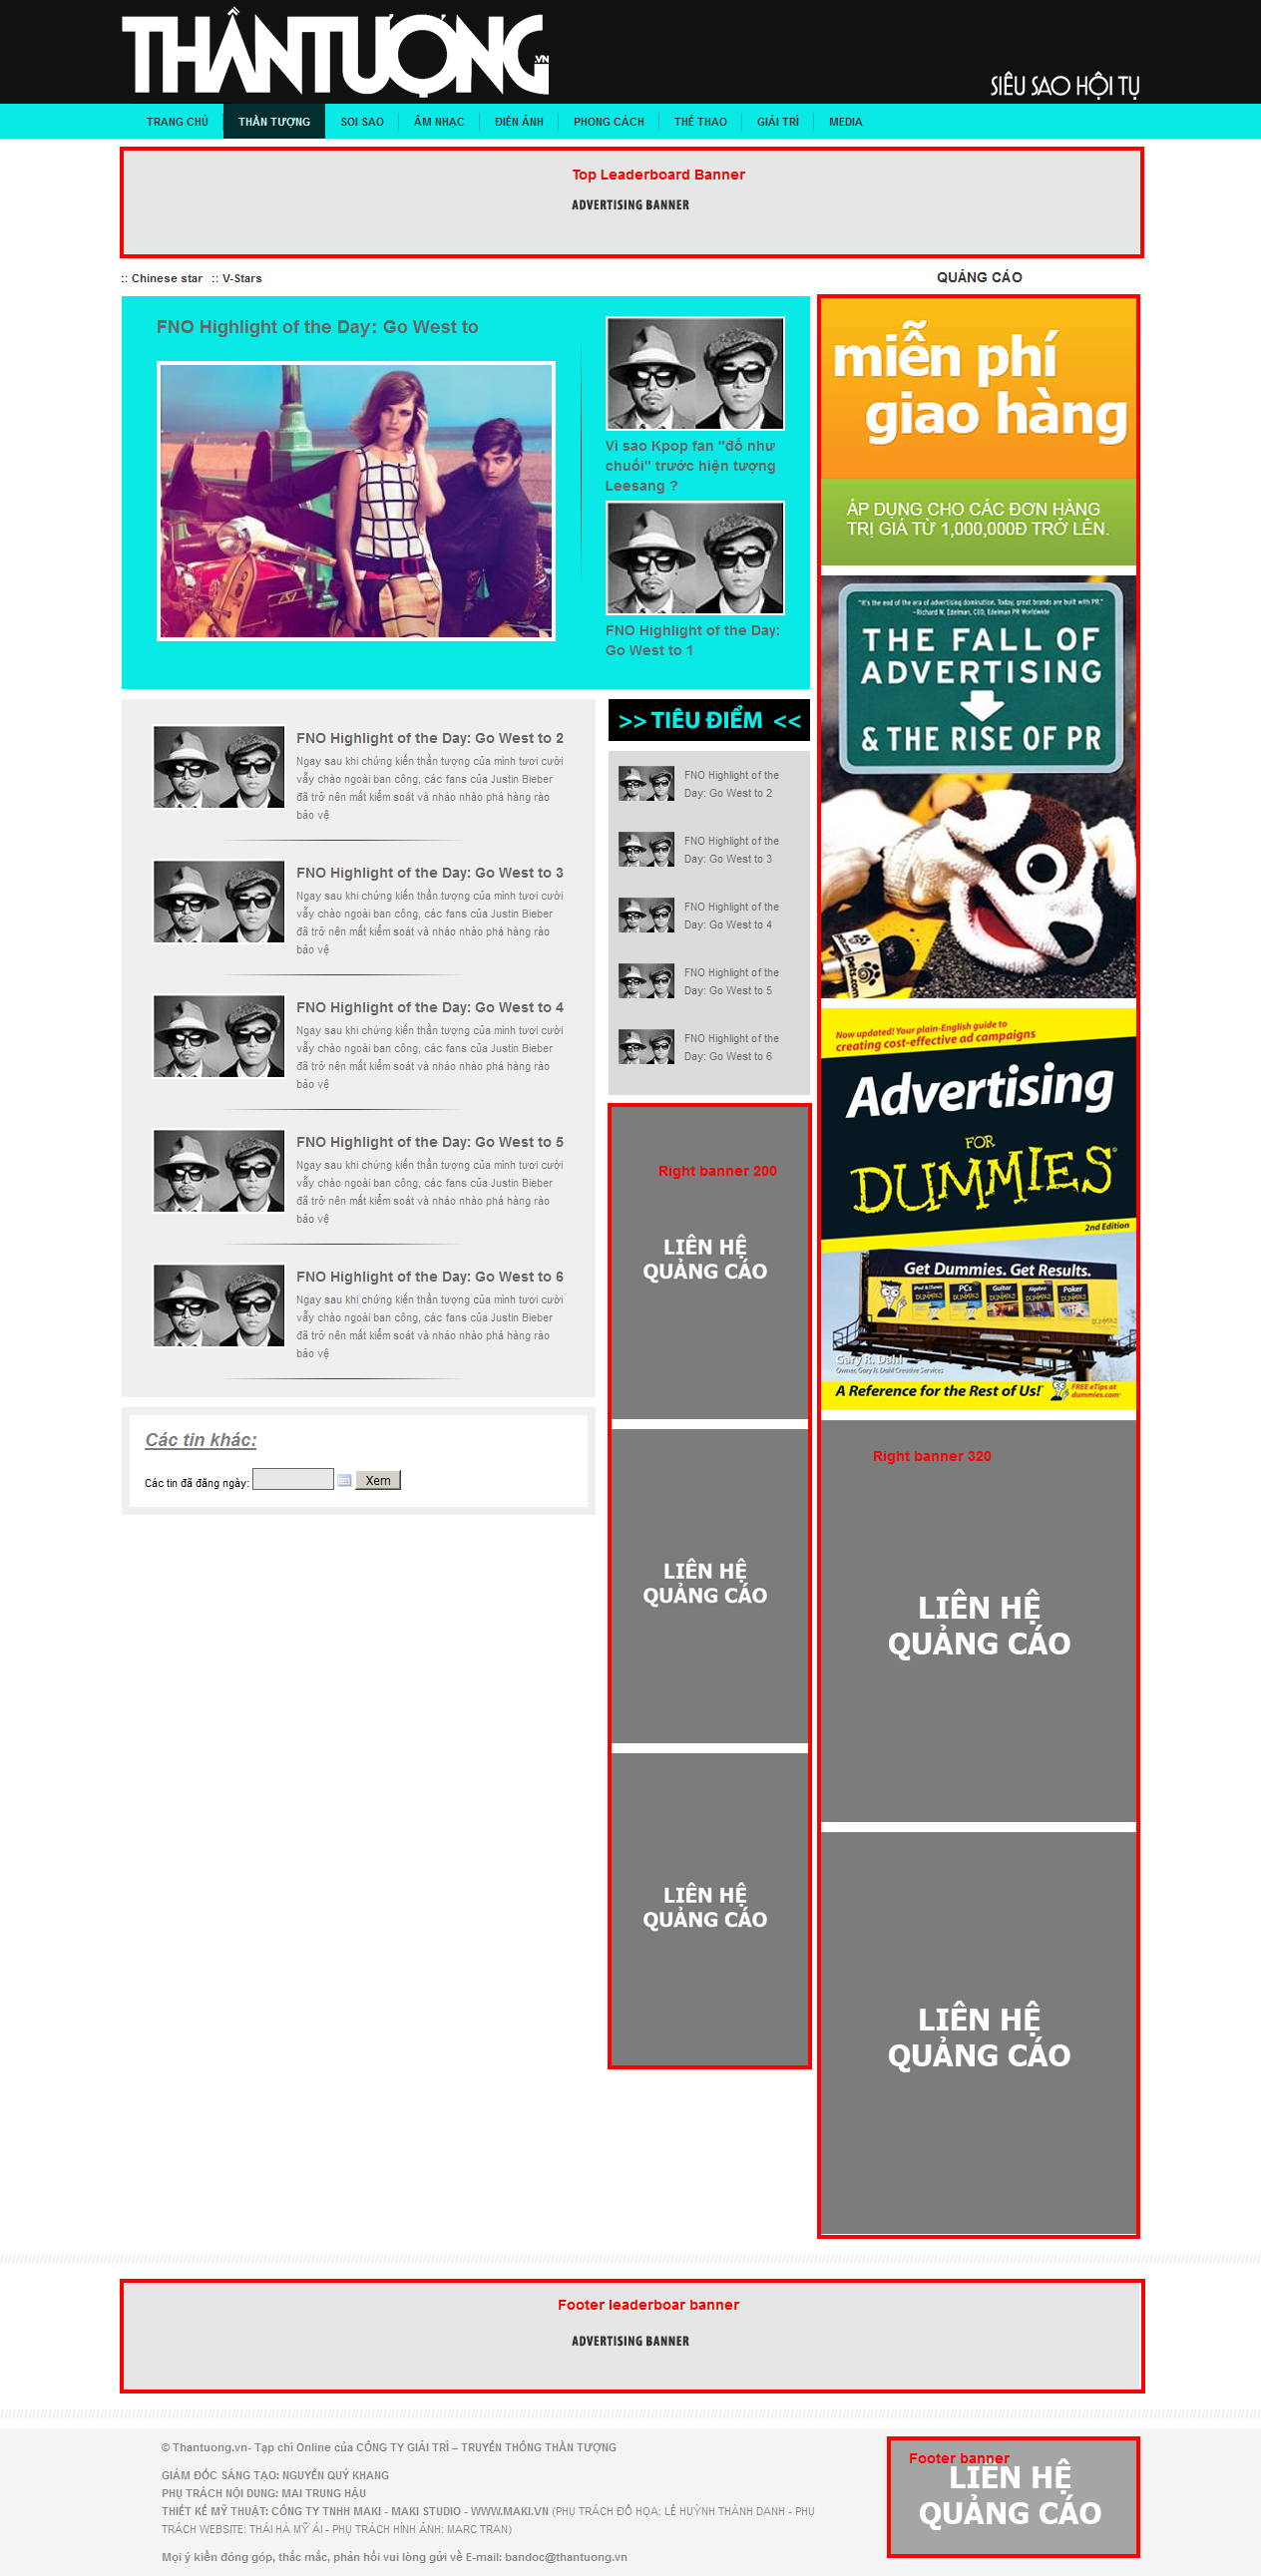 THẦNTƯỢNG.VN
SIÊU SAO HỘI TỤ
TRANG CHỦ THẦN TƯỢNG SOI SAO ÂM NHẠC ĐIỆN ẢNH PHONG CÁCH THỂ THAO GIẢI TRÍ MEDIA
Top Leaderboard Banner
ADVERTISING BANNER
:: Chinese star :: V-Stars
QUẢNG CÁO
FNO Highlight of the Day: Go West to
Vì sao Kpop fan "đổ như
chuối" trước hiện tượng
Leesang ?
FNO Highlight of the Day:
Go West to 1
miễn phí
giao hàng
ÁP DỤNG CHO CÁC ĐƠN HÀNG
TRỊ GIÁ TỪ 1,000,000Đ TRỞ LÊN.
"It's the end of the era of advertising domination. Today, great brands are built with PR."
–Richard W. Edelman, CEO, Edelman PR Worldwide
THE FALL OF
ADVERTISING
& THE RISE OF PR
pets.com
Now updated! Your plain-English guide to
creating cost-effective ad campaigns
Advertising
FOR
DUMMIES®
2nd Edition
Get Dummies. Get Results.
Gary R. Dahl
Owner, Gary R. Dahl Creative Services
A Reference for the Rest of Us!®
FREE eTips at
dummies.com®
FNO Highlight of the Day: Go West to 2
Ngay sau khi chứng kiến thần tượng của mình tươi cười
vẫy chào ngoài ban công, các fans của Justin Bieber
đã trở nên mất kiểm soát và nháo nhào phá hàng rào
bảo vệ
FNO Highlight of the Day: Go West to 3
Ngay sau khi chứng kiến thần tượng của mình tươi cười
vẫy chào ngoài ban công, các fans của Justin Bieber
đã trở nên mất kiểm soát và nháo nhào phá hàng rào
bảo vệ
FNO Highlight of the Day: Go West to 4
Ngay sau khi chứng kiến thần tượng của mình tươi cười
vẫy chào ngoài ban công, các fans của Justin Bieber
đã trở nên mất kiểm soát và nháo nhào phá hàng rào
bảo vệ
FNO Highlight of the Day: Go West to 5
Ngay sau khi chứng kiến thần tượng của mình tươi cười
vẫy chào ngoài ban công, các fans của Justin Bieber
đã trở nên mất kiểm soát và nháo nhào phá hàng rào
bảo vệ
FNO Highlight of the Day: Go West to 6
Ngay sau khi chứng kiến thần tượng của mình tươi cười
vẫy chào ngoài ban công, các fans của Justin Bieber
đã trở nên mất kiểm soát và nháo nhào phá hàng rào
bảo vệ
Các tin khác:
Các tin đã đăng ngày: Xem
>> TIÊU ĐIỂM <<
FNO Highlight of the
Day: Go West to 2
FNO Highlight of the
Day: Go West to 3
FNO Highlight of the
Day: Go West to 4
FNO Highlight of the
Day: Go West to 5
FNO Highlight of the
Day: Go West to 6
Right banner 200
LIÊN HỆ
QUẢNG CÁO
LIÊN HỆ
QUẢNG CÁO
LIÊN HỆ
QUẢNG CÁO
Right banner 320
LIÊN HỆ
QUẢNG CÁO
LIÊN HỆ
QUẢNG CÁO
Footer leaderboar banner
ADVERTISING BANNER
© Thantuong.vn- Tạp chí Online của CÔNG TY GIẢI TRÍ – TRUYỀN THÔNG THẦN TƯỢNG
GIÁM ĐỐC SÁNG TẠO: NGUYỄN QUÝ KHANG
PHỤ TRÁCH NỘI DUNG: MAI TRUNG HẬU
THIẾT KẾ MỸ THUẬT: CÔNG TY TNHH MAKI - MAKI STUDIO - WWW.MAKI.VN (PHỤ TRÁCH ĐỒ HỌA: LÊ HUỲNH THÀNH DANH - PHỤ
TRÁCH WEBSITE: THÁI HÀ MỸ ÁI - PHỤ TRÁCH HÌNH ẢNH: MARC TRAN)
Mọi ý kiến đóng góp, thắc mắc, phản hồi vui lòng gửi về E-mail: bandoc@thantuong.vn
Footer banner
LIÊN HỆ
QUẢNG CÁO